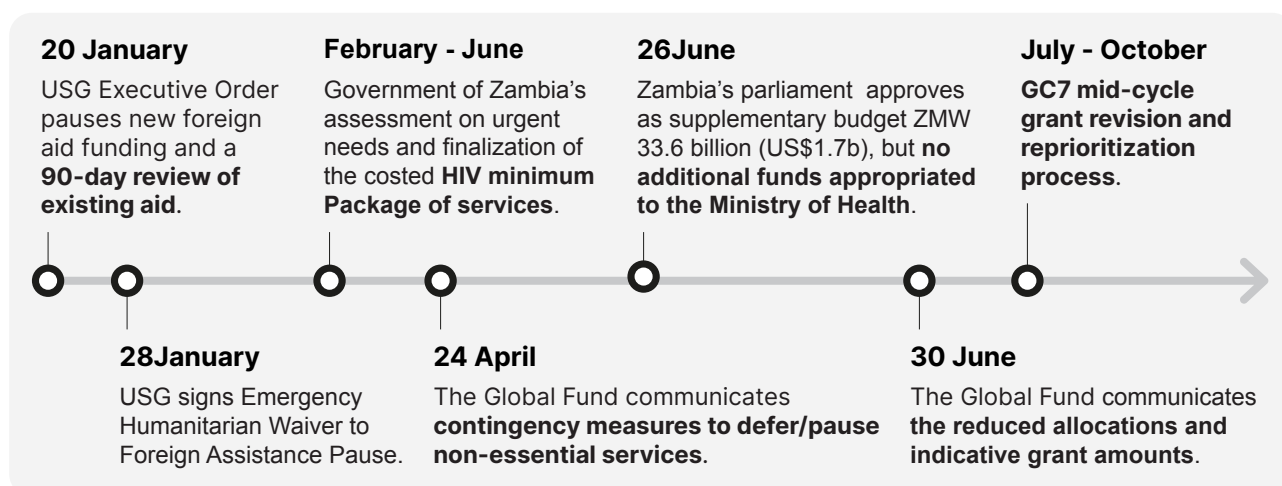 20 January
USG Executive Order
pauses new foreign
aid funding and a
90-day review of
existing aid.
February - June
Government of Zambia’s
assessment on urgent
needs and finalization of
the costed HIV minimum
Package of services.
26June
Zambia’s parliament  approves
as supplementary budget ZMW
33.6 billion (US$1.7b), but no
additional funds appropriated
to the Ministry of Health.
July - October
GC7 mid-cycle
grant revision and
reprioritization
process.
28January
USG signs Emergency
Humanitarian Waiver to
Foreign Assistance Pause.
24 April
The Global Fund communicates
contingency measures to defer/pause
non-essential services.
30 June
The Global Fund communicates
the reduced allocations and
indicative grant amounts.